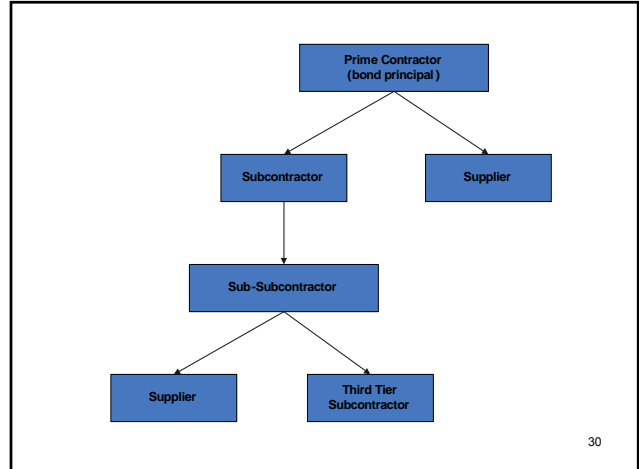 Prime Contractor
(bond principal)
Subcontractor
Supplier
Sub-Subcontractor
Supplier
Third Tier
Subcontractor
30